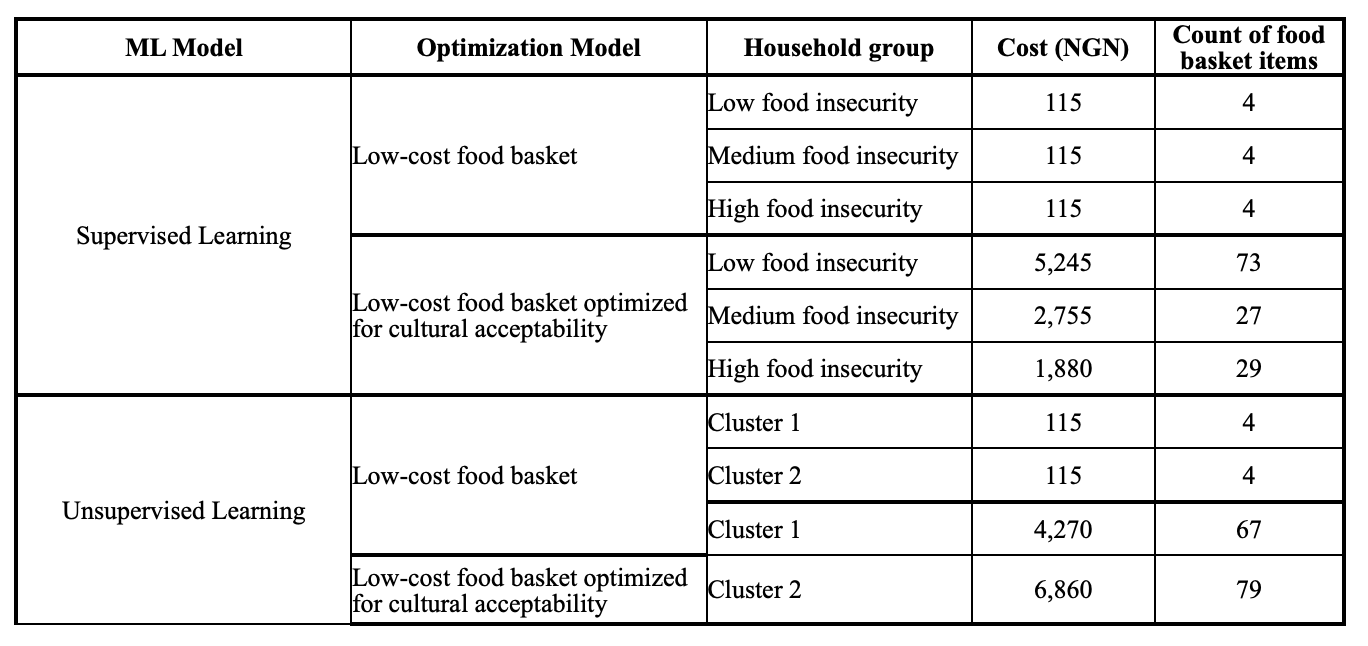 ML Model Optimization Model Household group Cost (NGN) Count of food
basket items
Supervised Learning
Low-cost food basket
Low food insecurity 115 4
Medium food insecurity 115 4
High food insecurity 115 4
Low-cost food basket optimized
for cultural acceptability
Low food insecurity 5,245 73
Medium food insecurity 2,755 27
High food insecurity 1,880 29
Unsupervised Learning
Low-cost food basket
Cluster 1 115 4
Cluster 2 115 4
Cluster 1 4,270 67
Low-cost food basket optimized
for cultural acceptability
Cluster 2 6,860 79